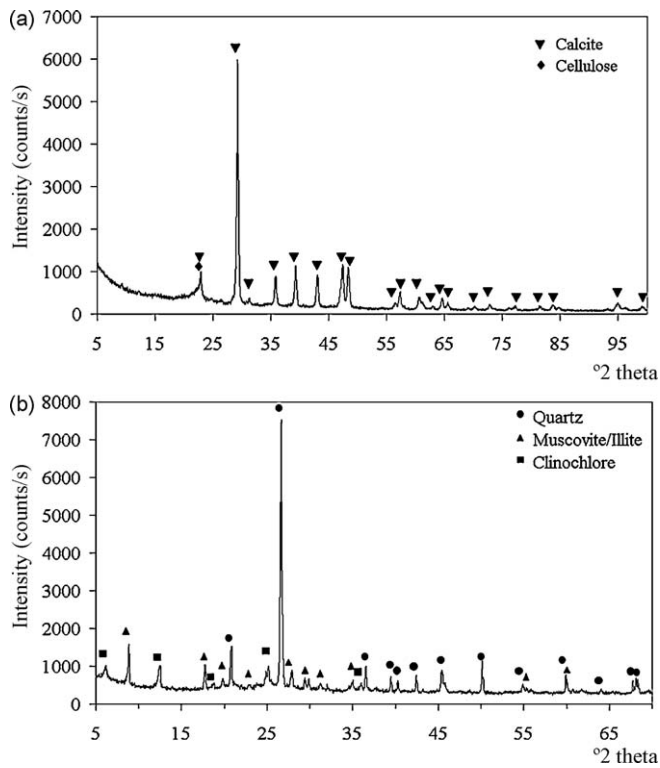 (a)
7000
6000
5000
4000
3000
2000
1000
0
Intensity (counts/s)
Calcite
Cellulose
5 15 25 35 45 55 65 75 85 95
°2 theta
(b)
8000
7000
6000
5000
4000
3000
2000
1000
0
Intensity (counts/s)
Quartz
Muscovite/Illite
Clinochlore
5 15 25 35 45 55 65
°2 theta